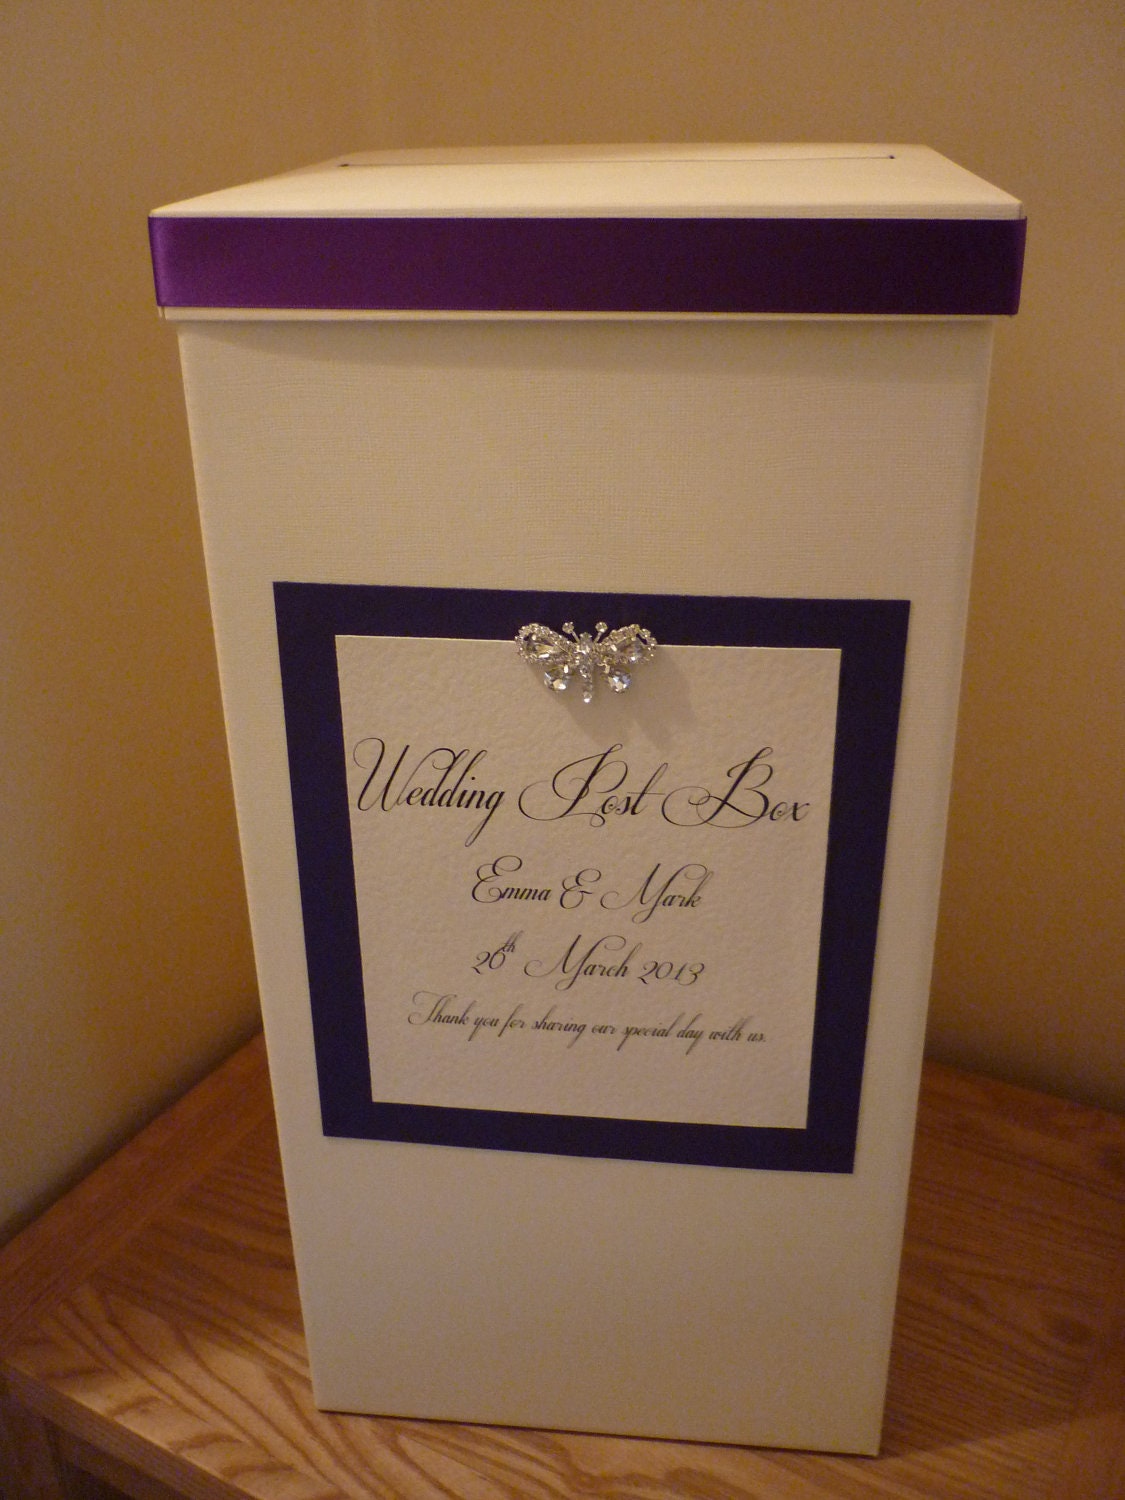 Wedding Post Box
Emma & Mark
26th March 2013
Thank you for sharing our special day with us.